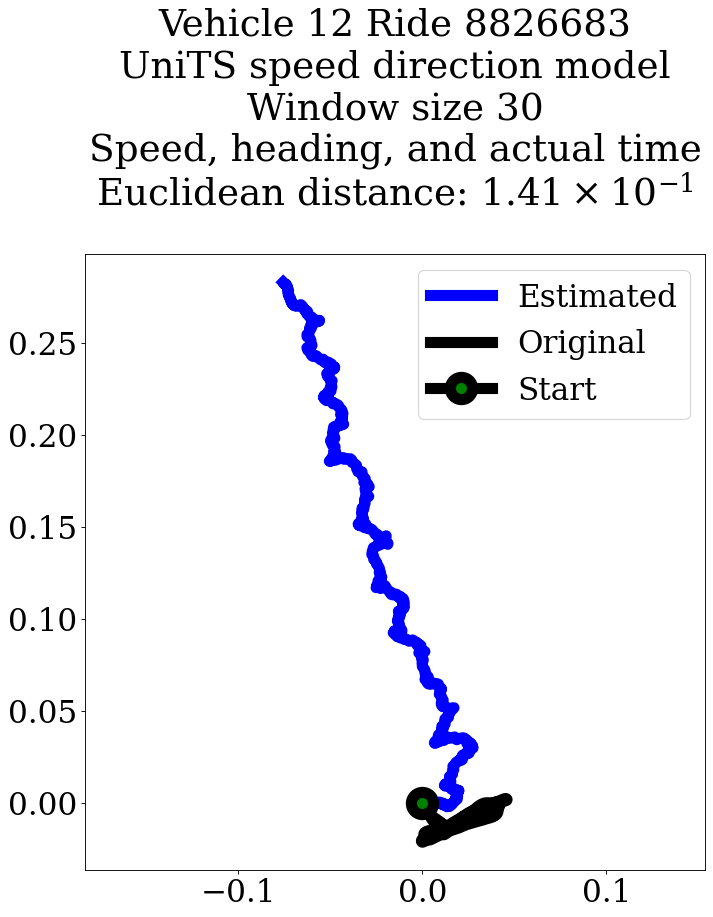 Vehicle 12 Ride 8826683
UniTS speed direction model
Window size 30
Speed, heading, and actual time
Euclidean distance: 1.41 × 10⁻¹
Estimated
Original
Start
0.25
0.20
0.15
0.10
0.05
0.00
−0.1
0.0
0.1